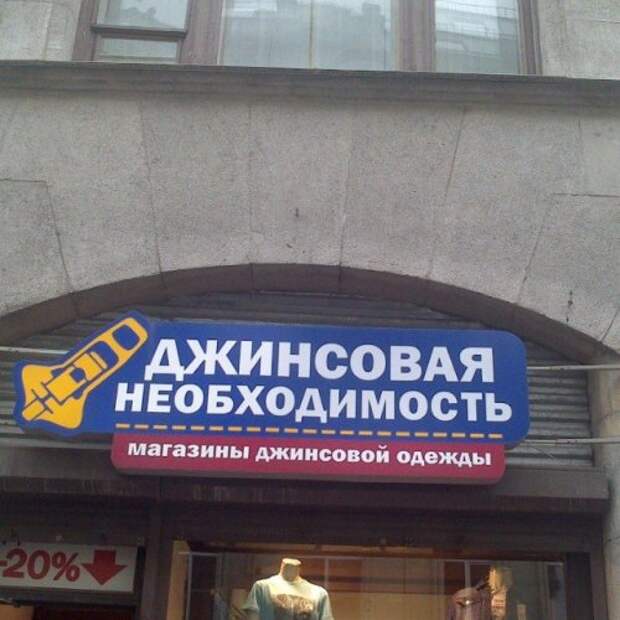 ДЖИНСОВАЯ
НЕОБХОДИМОСТЬ
магазины джинсовой одежды
-20%